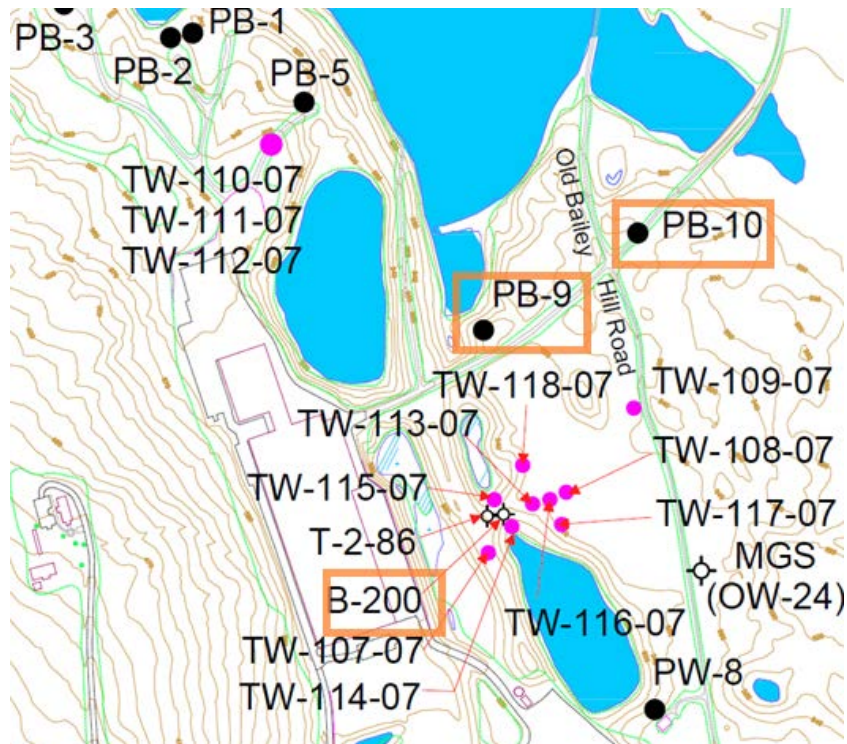 PB-3
PB-1
PB-2
PB-5
TW-110-07
TW-111-07
TW-112-07
Old Bailey
Hill Road
PB-10
PB-9
TW-118-07
TW-109-07
TW-113-07
TW-108-07
TW-115-07
TW-117-07
T-2-86
MGS
(OW-24)
B-200
TW-116-07
TW-107-07
TW-114-07
PW-8